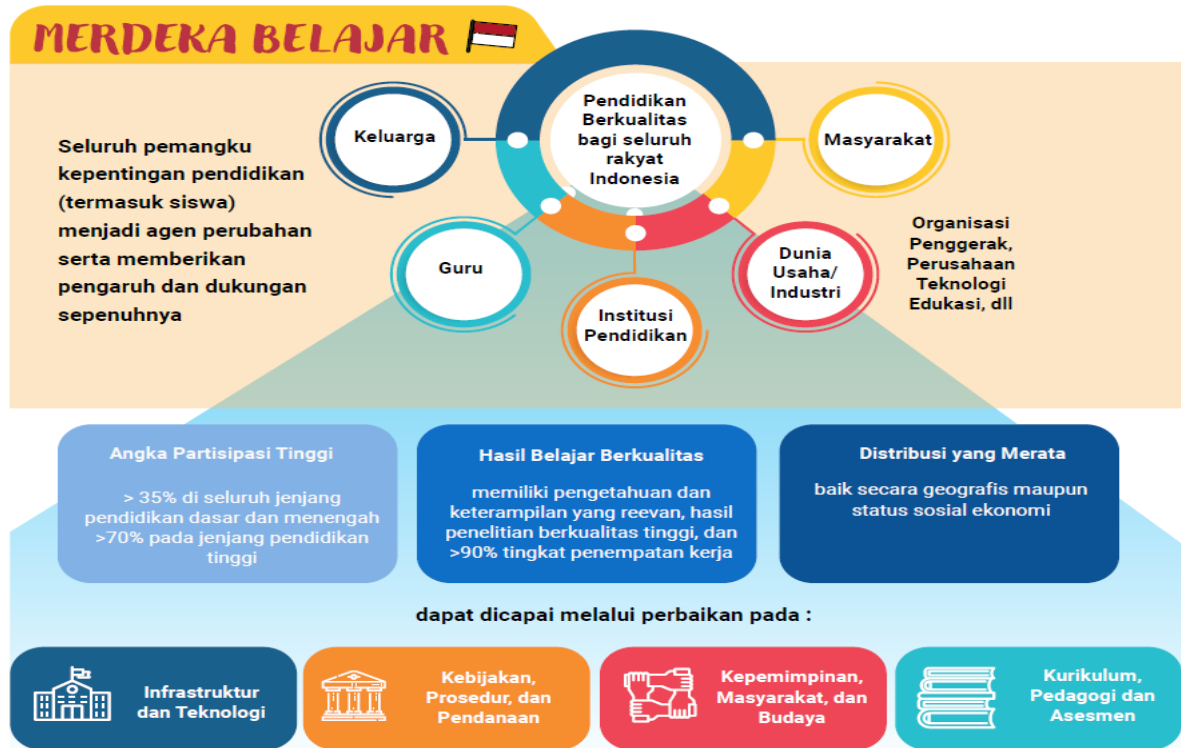 MERDEKA BELAJAR
Seluruh pemangku
kepentingan pendidikan
(termasuk siswa)
menjadi agen perubahan
serta memberikan
pengaruh dan dukungan
sepenuhnya
Keluarga
Pendidikan
Berkualitas
bagi seluruh
rakyat
Indonesia
Masyarakat
Guru
Institusi
Pendidikan
Dunia
Usaha/
Industri
Organisasi
Penggerak,
Perusahaan
Teknologi
Edukasi, dll
Angka Partisipasi Tinggi
> 35% di seluruh jenjang
pendidikan dasar dan menengah
>70% pada jenjang pendidikan
tinggi
Hasil Belajar Berkualitas
memiliki pengetahuan dan
keterampilan yang reevan, hasil
penelitian berkualitas tinggi, dan
>90% tingkat penempatan kerja
Distribusi yang Merata
baik secara geografis maupun
status sosial ekonomi
dapat dicapai melalui perbaikan pada :
Infrastruktur
dan Teknologi
Kebijakan,
Prosedur, dan
Pendanaan
Kepemimpinan,
Masyarakat, dan
Budaya
Kurikulum,
Pedagogi dan
Asesmen